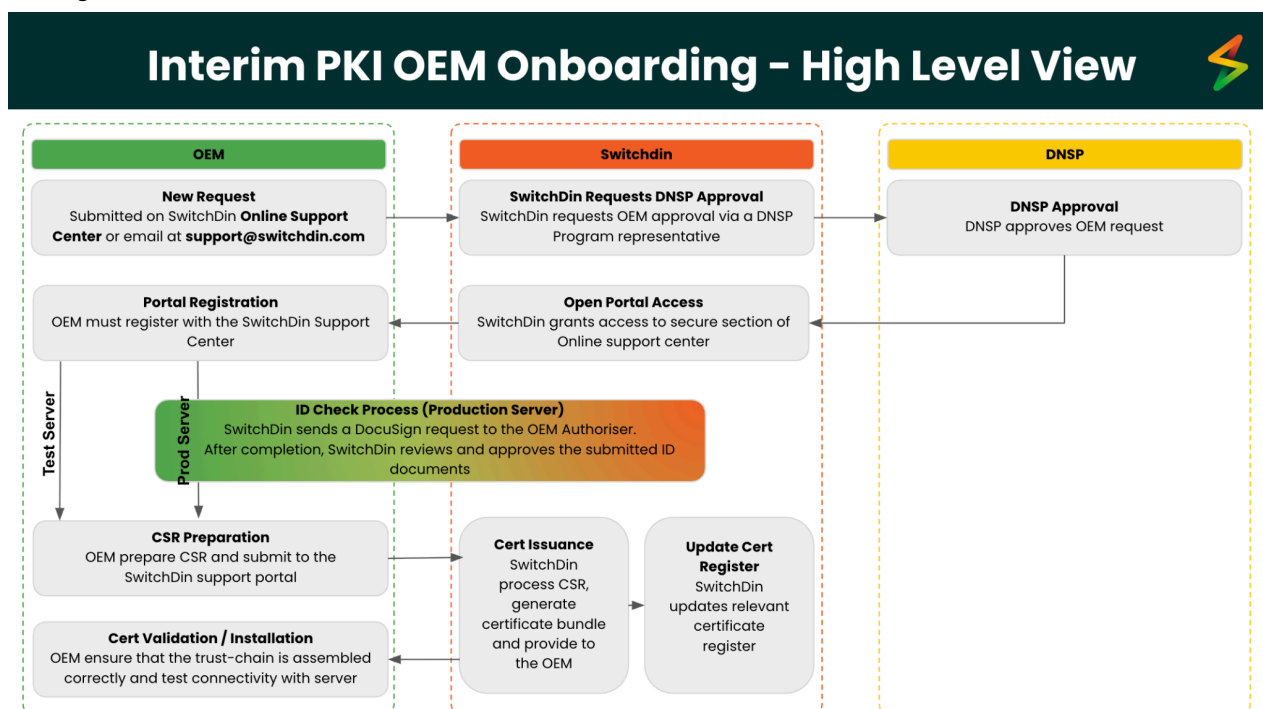 Interim PKI OEM Onboarding - High Level View
OEM
Switchdin
DNSP
New Request
Submitted on SwitchDin Online Support
Center or email at support@switchdin.com
SwitchDin Requests DNSP Approval
SwitchDin requests OEM approval via a DNSP
Program representative
DNSP Approval
DNSP approves OEM request
Portal Registration
OEM must register with the SwitchDin Support
Center
Open Portal Access
SwitchDin grants access to secure section of
Online support center
Test Server
Prod Server
ID Check Process (Production Server)
SwitchDin sends a DocuSign request to the OEM Authoriser.
After completion, SwitchDin reviews and approves the submitted ID
documents
CSR Preparation
OEM prepare CSR and submit to the
SwitchDin support portal
Cert Issuance
SwitchDin
process CSR,
generate
certificate bundle
and provide to
the OEM
Update Cert
Register
SwitchDin
updates relevant
certificate
register
Cert Validation / Installation
OEM ensure that the trust-chain is assembled
correctly and test connectivity with server